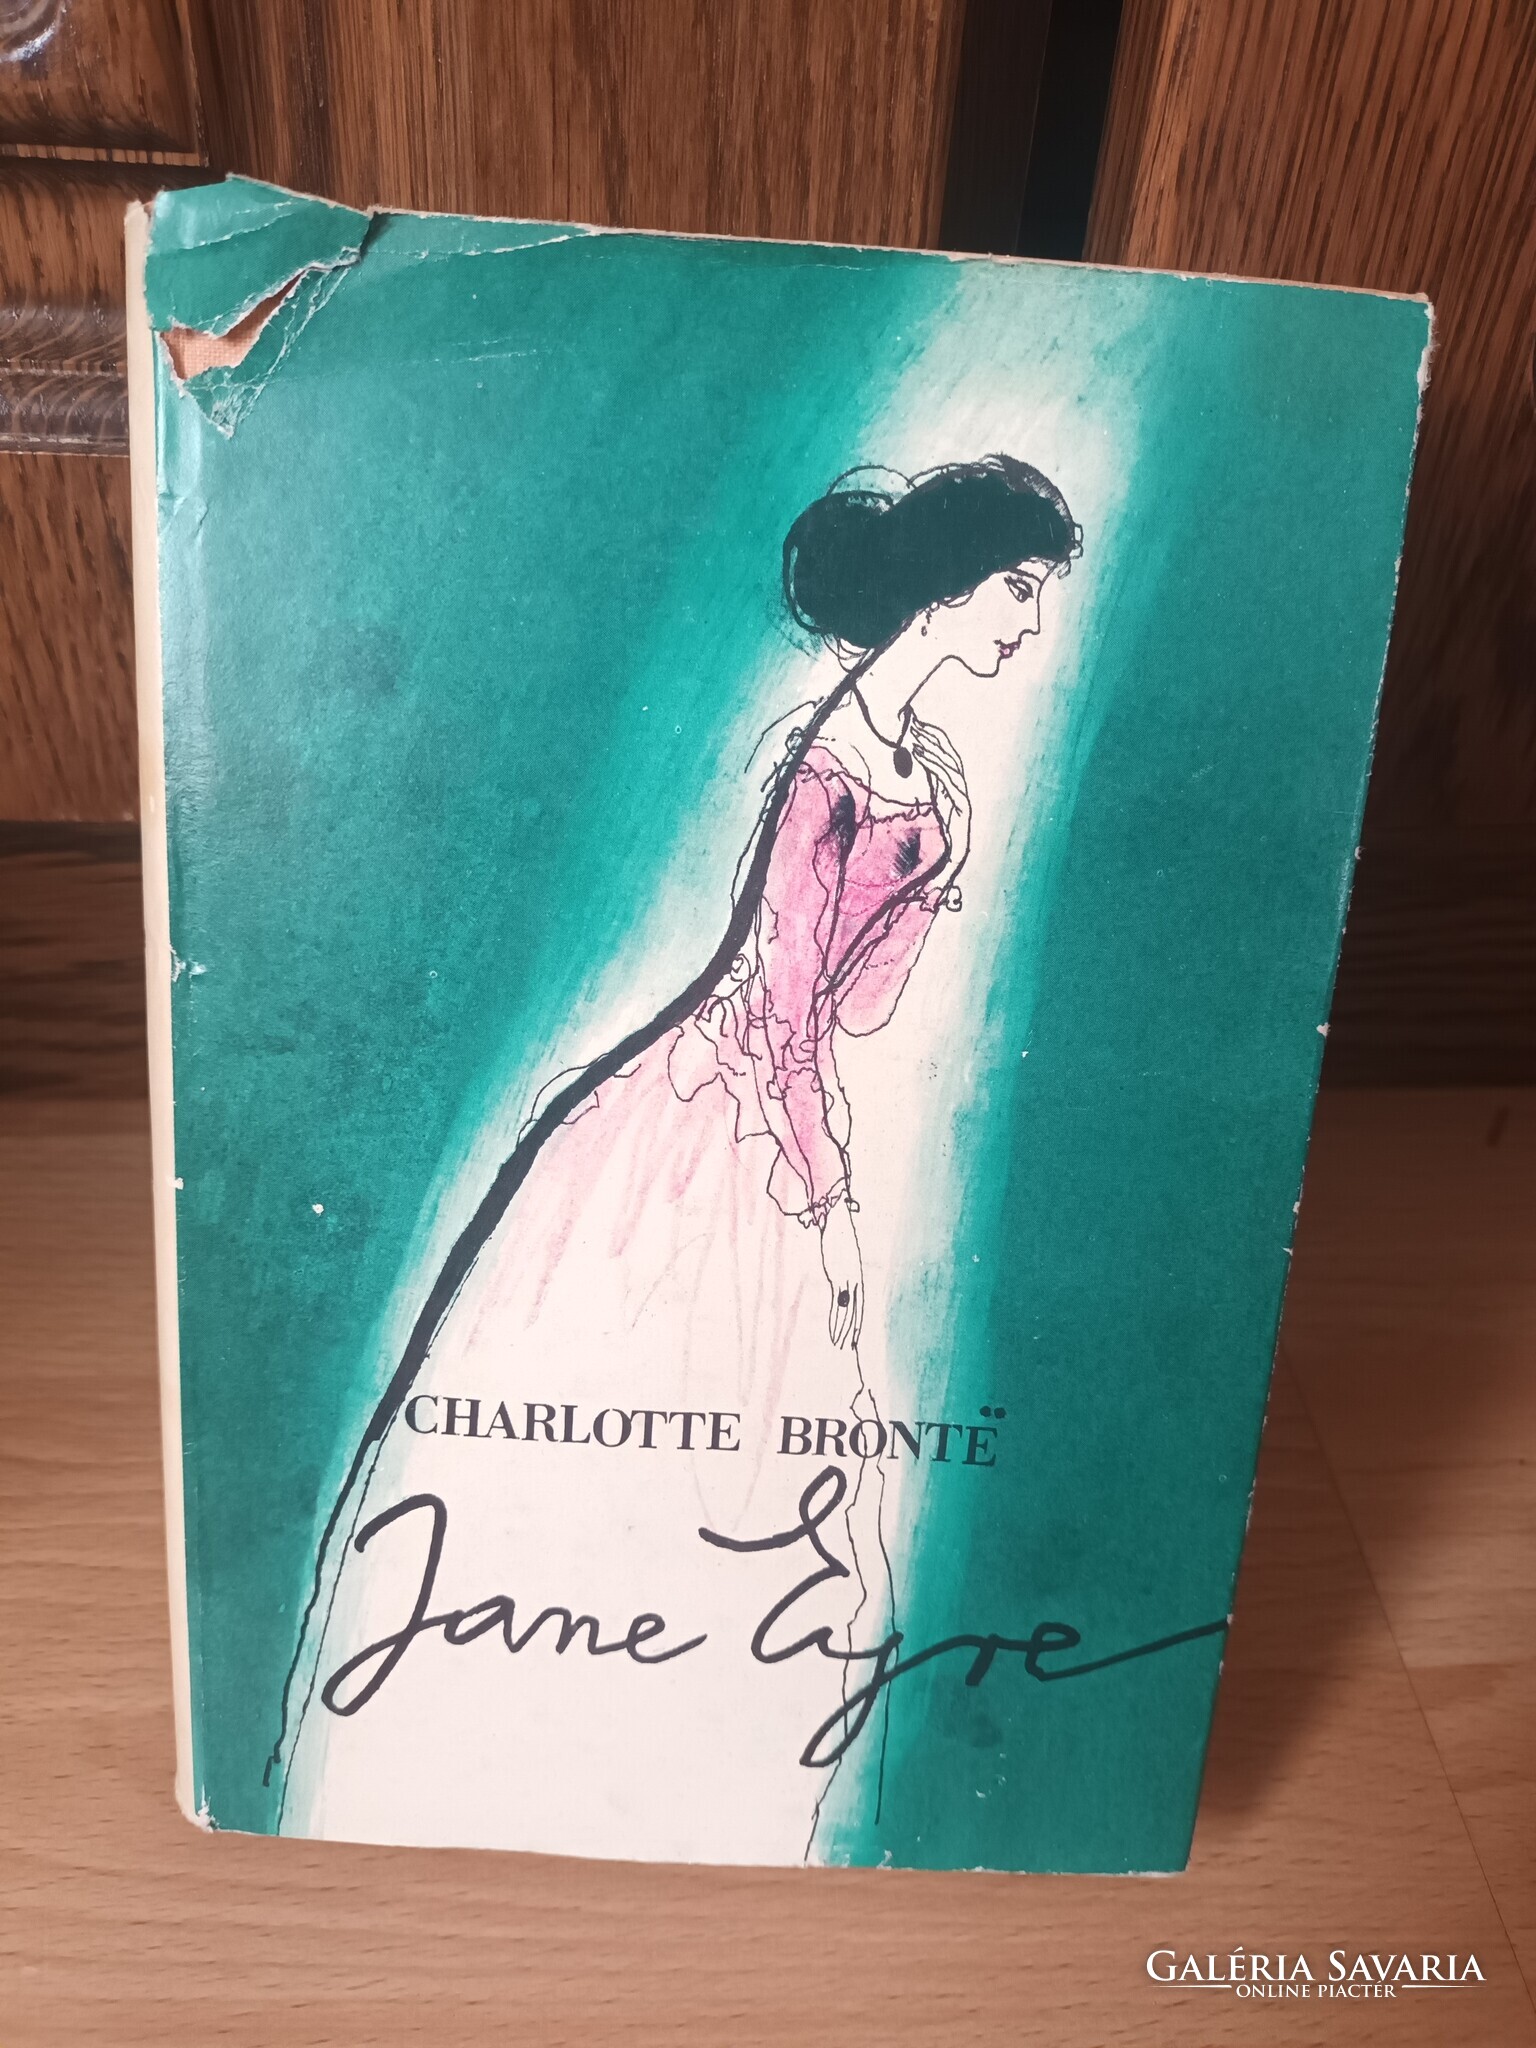 CHARLOTTE BRONTË
Jane Eyre
GALÉRIA SAVARIA
ONLINE PIACTÉR